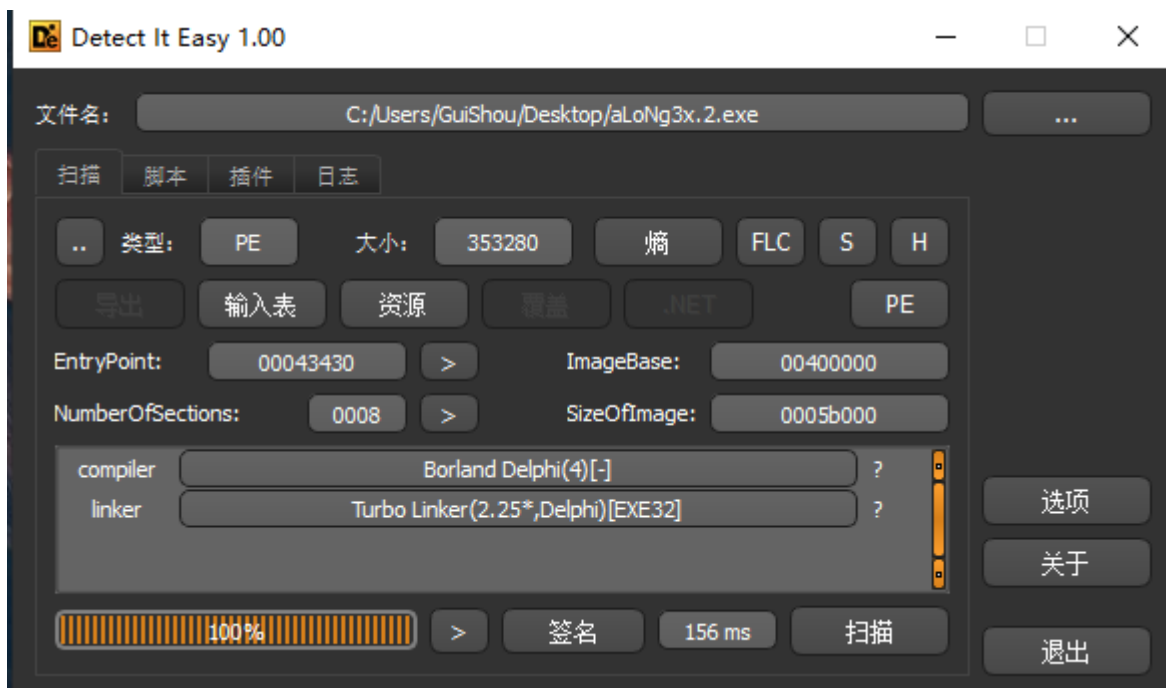 Detect It Easy 1.00
文件名: C:/Users/GuiShou/Desktop/aLoNg3x.2.exe ...
扫描 脚本 插件 日志
.. 类型: PE 大小: 353280 熵 FLC S H
导出 输入表 资源 覆盖 .NET PE
EntryPoint: 00043430 > ImageBase: 00400000
NumberOfSections: 0008 > SizeOfImage: 0005b000
compiler Borland Delphi(4)[-] ?
linker Turbo Linker(2.25*,Delphi)[EXE32] ?
选项
关于
100% > 签名 156 ms 扫描
退出